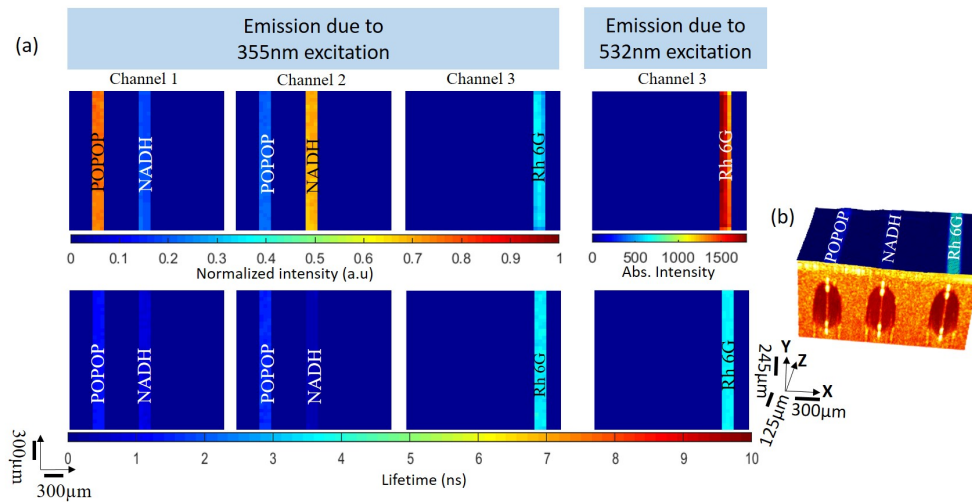 (a)
Emission due to
355nm excitation
Emission due to
532nm excitation
Channel 1
Channel 2
Channel 3
Channel 3
POPOP
NADH
POPOP
NADH
Rh 6G
Rh 6G
0 0.1 0.2 0.3 0.4 0.5 0.6 0.7 0.8 0.9 1
Normalized intensity (a.u)
0 500 1000 1500
Abs. Intensity
(b)
POPOP
NADH
Rh 6G
POPOP
NADH
POPOP
NADH
Rh 6G
Rh 6G
Y
Z
X
245µm
125µm
300µm
0 1 2 3 4 5 6 7 8 9 10
Lifetime (ns)
300µm
300µm